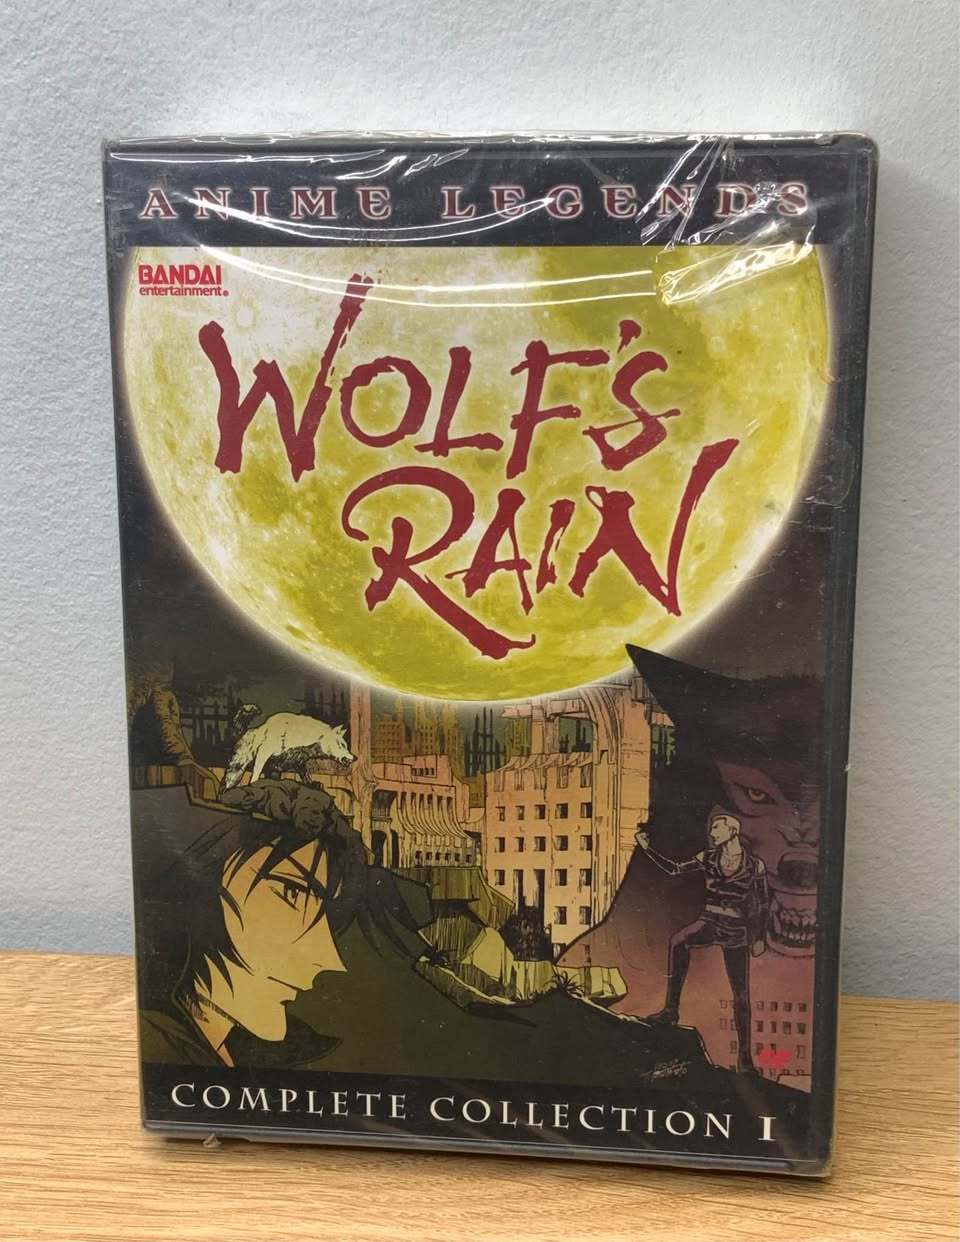 ANIME LEGENDS
BANDAI
entertainment®
WOLF'S
RAIN
COMPLETE COLLECTION I